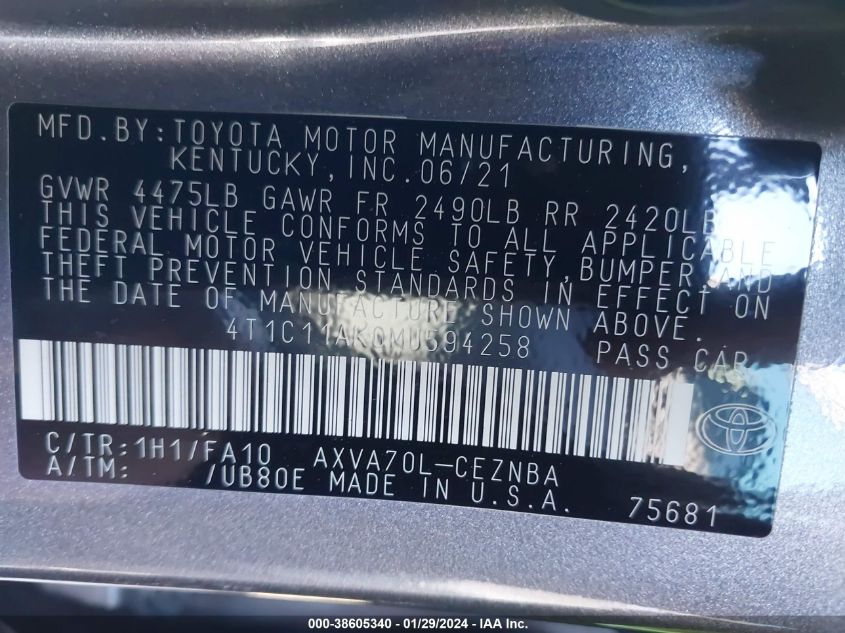 MFD.BY:TOYOTA MOTOR MANUFACTURING,
KENTUCKY,INC.06/21
GVWR 4475LB GAWR FR 2490LB RR 2420LB
THIS VEHICLE CONFORMS TO ALL APPLICABLE
FEDERAL MOTOR VEHICLE SAFETY,BUMPER AND
THEFT PREVENTION STANDARDS IN EFFECT ON
THE DATE OF MANUFACTURE SHOWN ABOVE.
PASS CAR
C/TR:1H1/FA10 AXVA70L-CEZNBA
A/TM: /UB80E MADE IN U.S.A.
75681
000-38605340 - 01/29/2024 - IAA Inc.